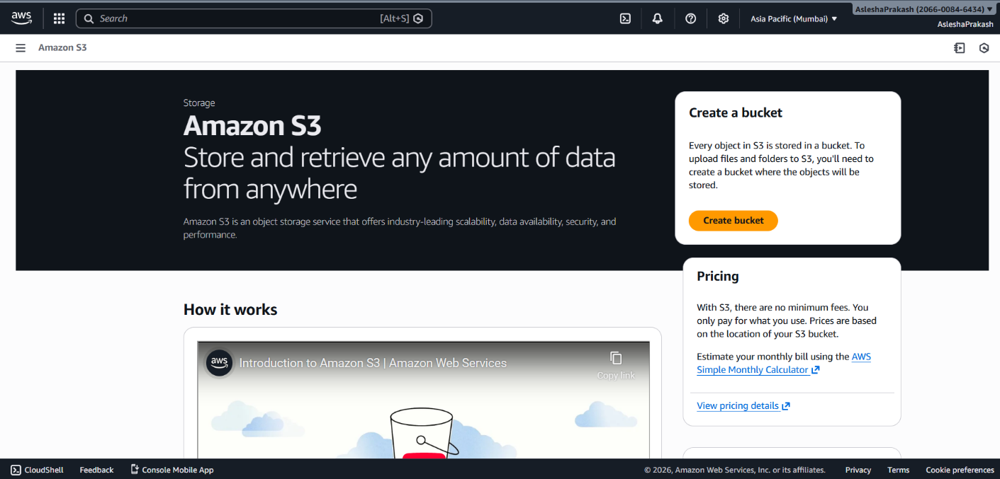 aws
Search
[Alt+S]
Asia Pacific (Mumbai)
AsleshaPrakash (2066-0084-6434)
AsleshaPrakash
Amazon S3
Storage
Amazon S3
Store and retrieve any amount of data
from anywhere
Amazon S3 is an object storage service that offers industry-leading scalability, data availability, security, and
performance.
Create a bucket
Every object in S3 is stored in a bucket. To
upload files and folders to S3, you'll need to
create a bucket where the objects will be
stored.
Create bucket
Pricing
With S3, there are no minimum fees. You
only pay for what you use. Prices are based
on the location of your S3 bucket.
Estimate your monthly bill using the AWS
Simple Monthly Calculator
View pricing details
How it works
aws
Introduction to Amazon S3 | Amazon Web Services
Copy link
CloudShell
Feedback
Console Mobile App
© 2026, Amazon Web Services, Inc. or its affiliates.
Privacy
Terms
Cookie preferences